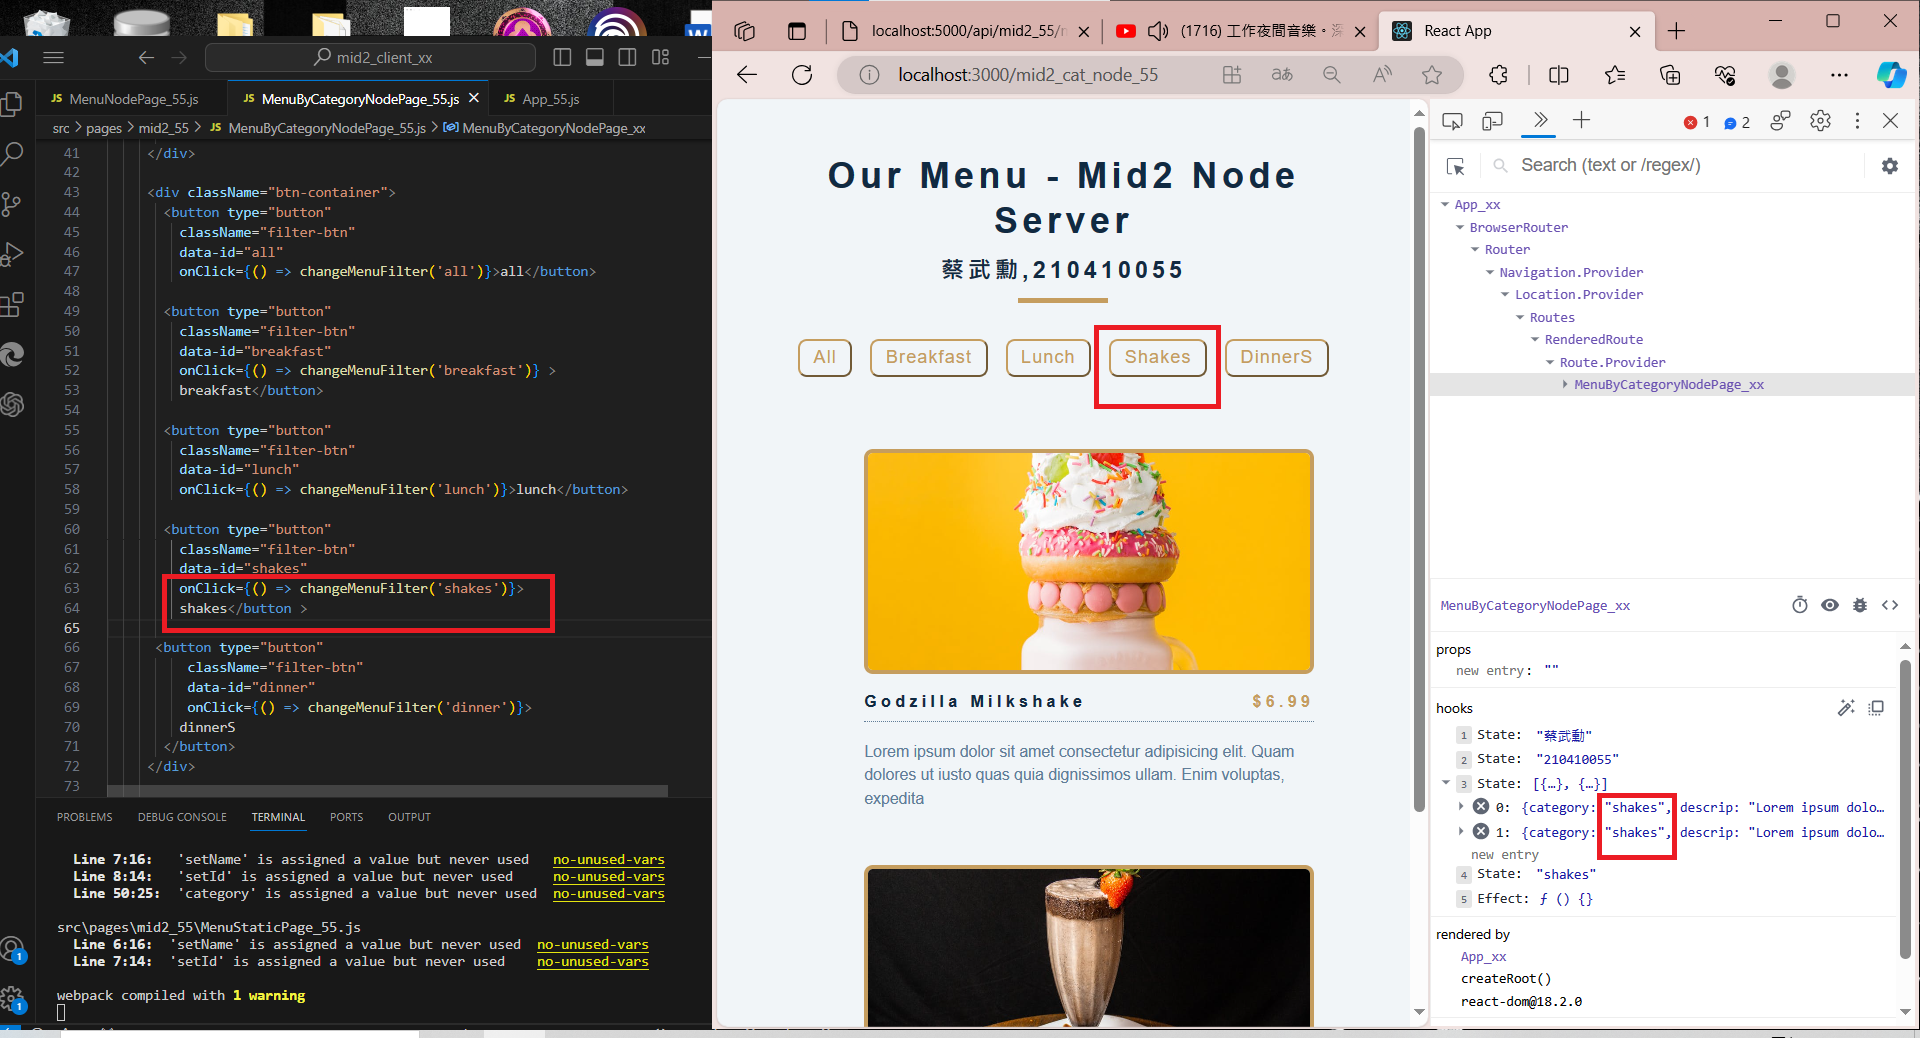 mid2_client_xx
JS MenuNodePage_55.js
JS MenuByCategoryNodePage_55.js
JS App_55.js
src > pages > mid2_55 > JS MenuByCategoryNodePage_55.js > MenuByCategoryNodePage_xx
41 </div>
42
43 <div className="btn-container">
44 <button type="button"
45 className="filter-btn"
46 data-id="all"
47 onClick={() => changeMenuFilter('all')}>all</button>
48
49 <button type="button"
50 className="filter-btn"
51 data-id="breakfast"
52 onClick={() => changeMenuFilter('breakfast')} >
53 breakfast</button>
54
55 <button type="button"
56 className="filter-btn"
57 data-id="lunch"
58 onClick={() => changeMenuFilter('lunch')}>lunch</button>
59
60 <button type="button"
61 className="filter-btn"
62 data-id="shakes"
63 onClick={() => changeMenuFilter('shakes')}>
64 shakes</button >
65
66 <button type="button"
67 className="filter-btn"
68 data-id="dinner"
69 onClick={() => changeMenuFilter('dinner')}>
70 dinnerS
71 </button>
72 </div>
73
PROBLEMS DEBUG CONSOLE TERMINAL PORTS OUTPUT
Line 7:16: 'setName' is assigned a value but never used no-unused-vars
Line 8:14: 'setId' is assigned a value but never used no-unused-vars
Line 50:25: 'category' is assigned a value but never used no-unused-vars
src\pages\mid2_55\MenuStaticPage_55.js
Line 6:16: 'setName' is assigned a value but never used no-unused-vars
Line 7:14: 'setId' is assigned a value but never used no-unused-vars
webpack compiled with 1 warning
1
1
localhost:5000/api/mid2_55/
(1716) 工作夜間音樂。
React App
localhost:3000/mid2_cat_node_55
Our Menu - Mid2 Node
Server
蔡武勳,210410055
All Breakfast Lunch Shakes DinnerS
Godzilla Milkshake $6.99
Lorem ipsum dolor sit amet consectetur adipisicing elit. Quam
dolores ut iusto quas quia dignissimos ullam. Enim voluptas,
expedita
1 2
Search (text or /regex/)
App_xx
BrowserRouter
Router
Navigation.Provider
Location.Provider
Routes
RenderedRoute
Route.Provider
MenuByCategoryNodePage_xx
MenuByCategoryNodePage_xx
props
new entry: ""
hooks
1 State: "蔡武勳"
2 State: "210410055"
3 State: [{…}, {…}]
0: {category: "shakes", descrip: "Lorem ipsum dolo…
1: {category: "shakes", descrip: "Lorem ipsum dolo…
new entry
4 State: "shakes"
5 Effect: ƒ () {}
rendered by
App_xx
createRoot()
react-dom@18.2.0